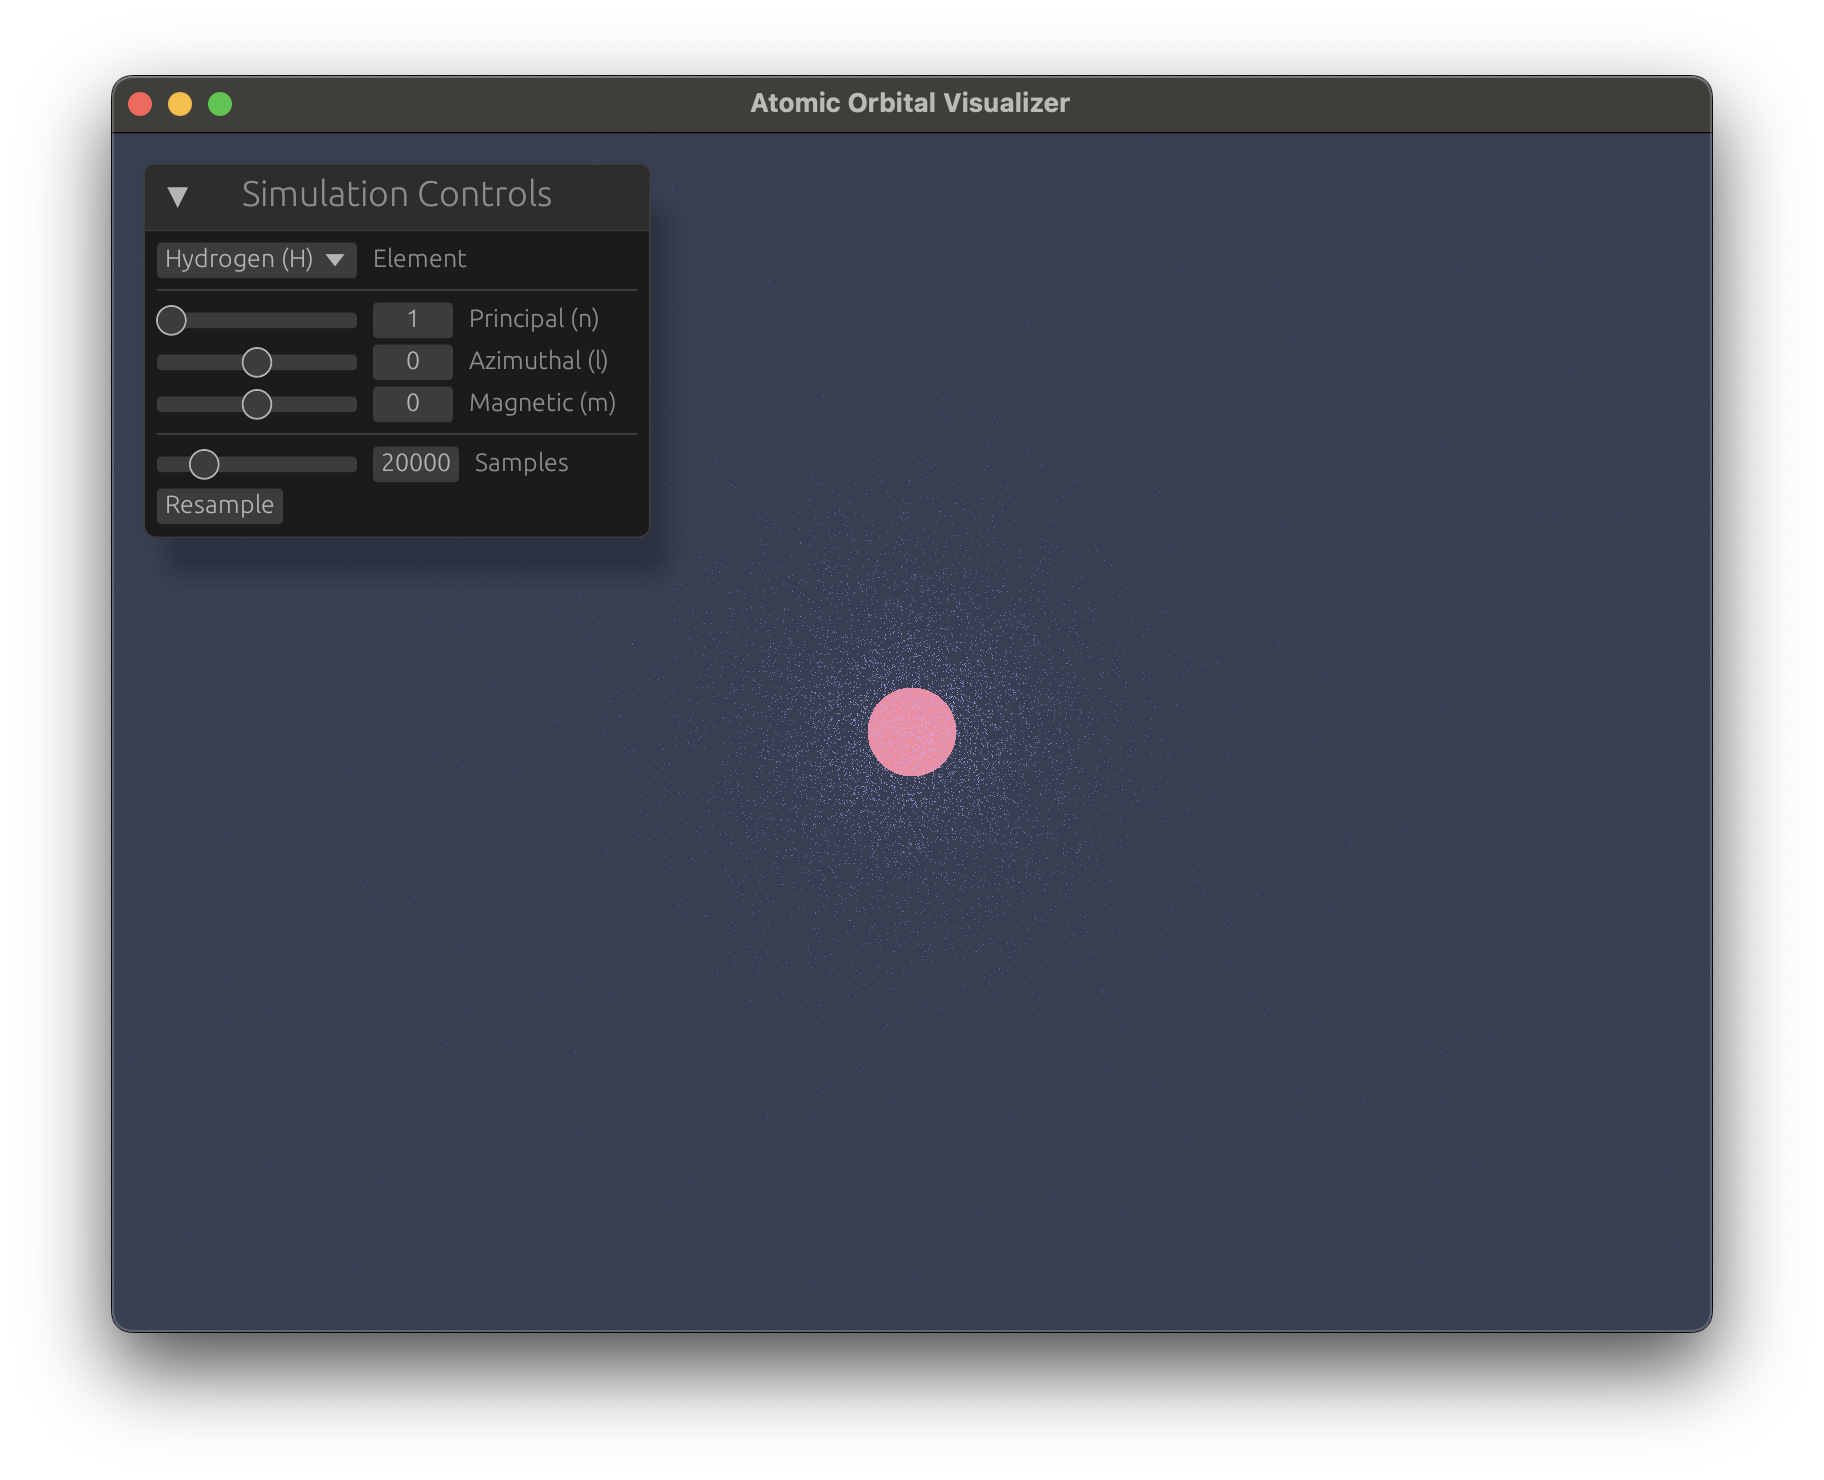 Atomic Orbital Visualizer
Simulation Controls
Hydrogen (H) Element
1 Principal (n)
0 Azimuthal (l)
0 Magnetic (m)
20000 Samples
Resample